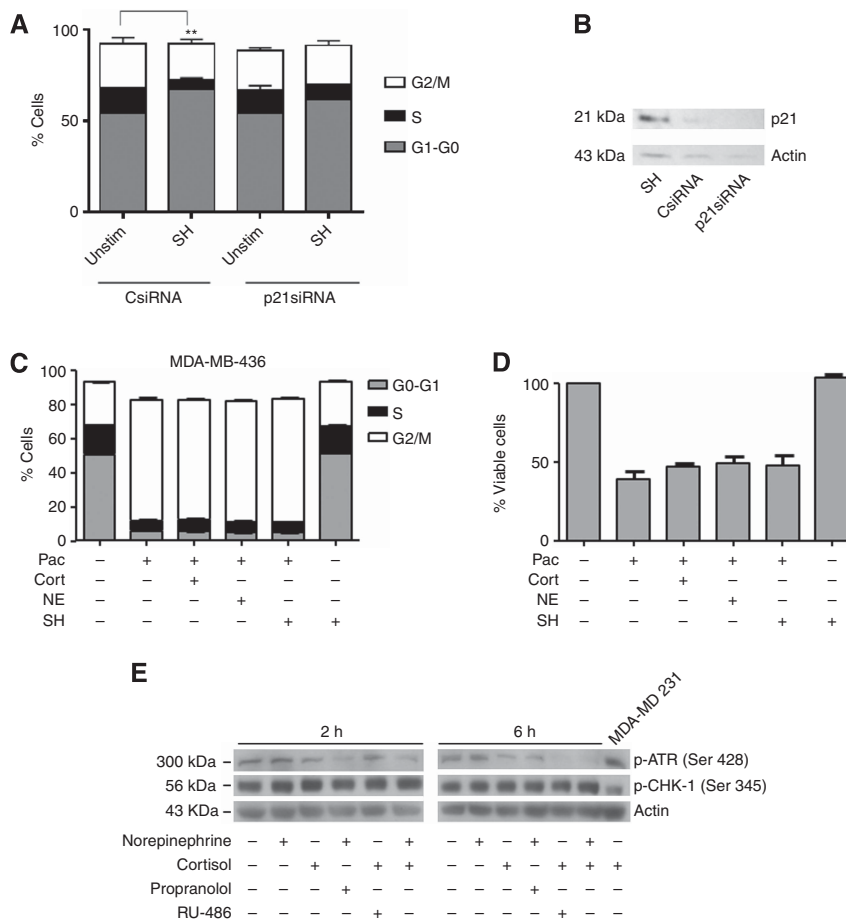 A
100
**
50
0
% Cells
G2/M
S
G1-G0
Unstim
SH
Unstim
SH
CsiRNA
p21siRNA
B
21 kDa
p21
43 kDa
Actin
SH
CsiRNA
p21siRNA
C
MDA-MB-436
100
80
60
40
20
0
% Cells
G0-G1
S
G2/M
Pac – + + + + –
Cort – – + – – –
NE – – – + – –
SH – – – – + +
D
100
50
0
% Viable cells
Pac – + + + + –
Cort – – + – – –
NE – – – + – –
SH – – – – + +
E
2 h
6 h
MDA-MD 231
300 kDa
p-ATR (Ser 428)
56 kDa
p-CHK-1 (Ser 345)
43 KDa
Actin
Norepinephrine – + – + – + – + – + – + –
Cortisol – – + – + + – – + – + + +
Propranolol – – – + – – – – – + – – –
RU-486 – – – – + – – – – – + – –